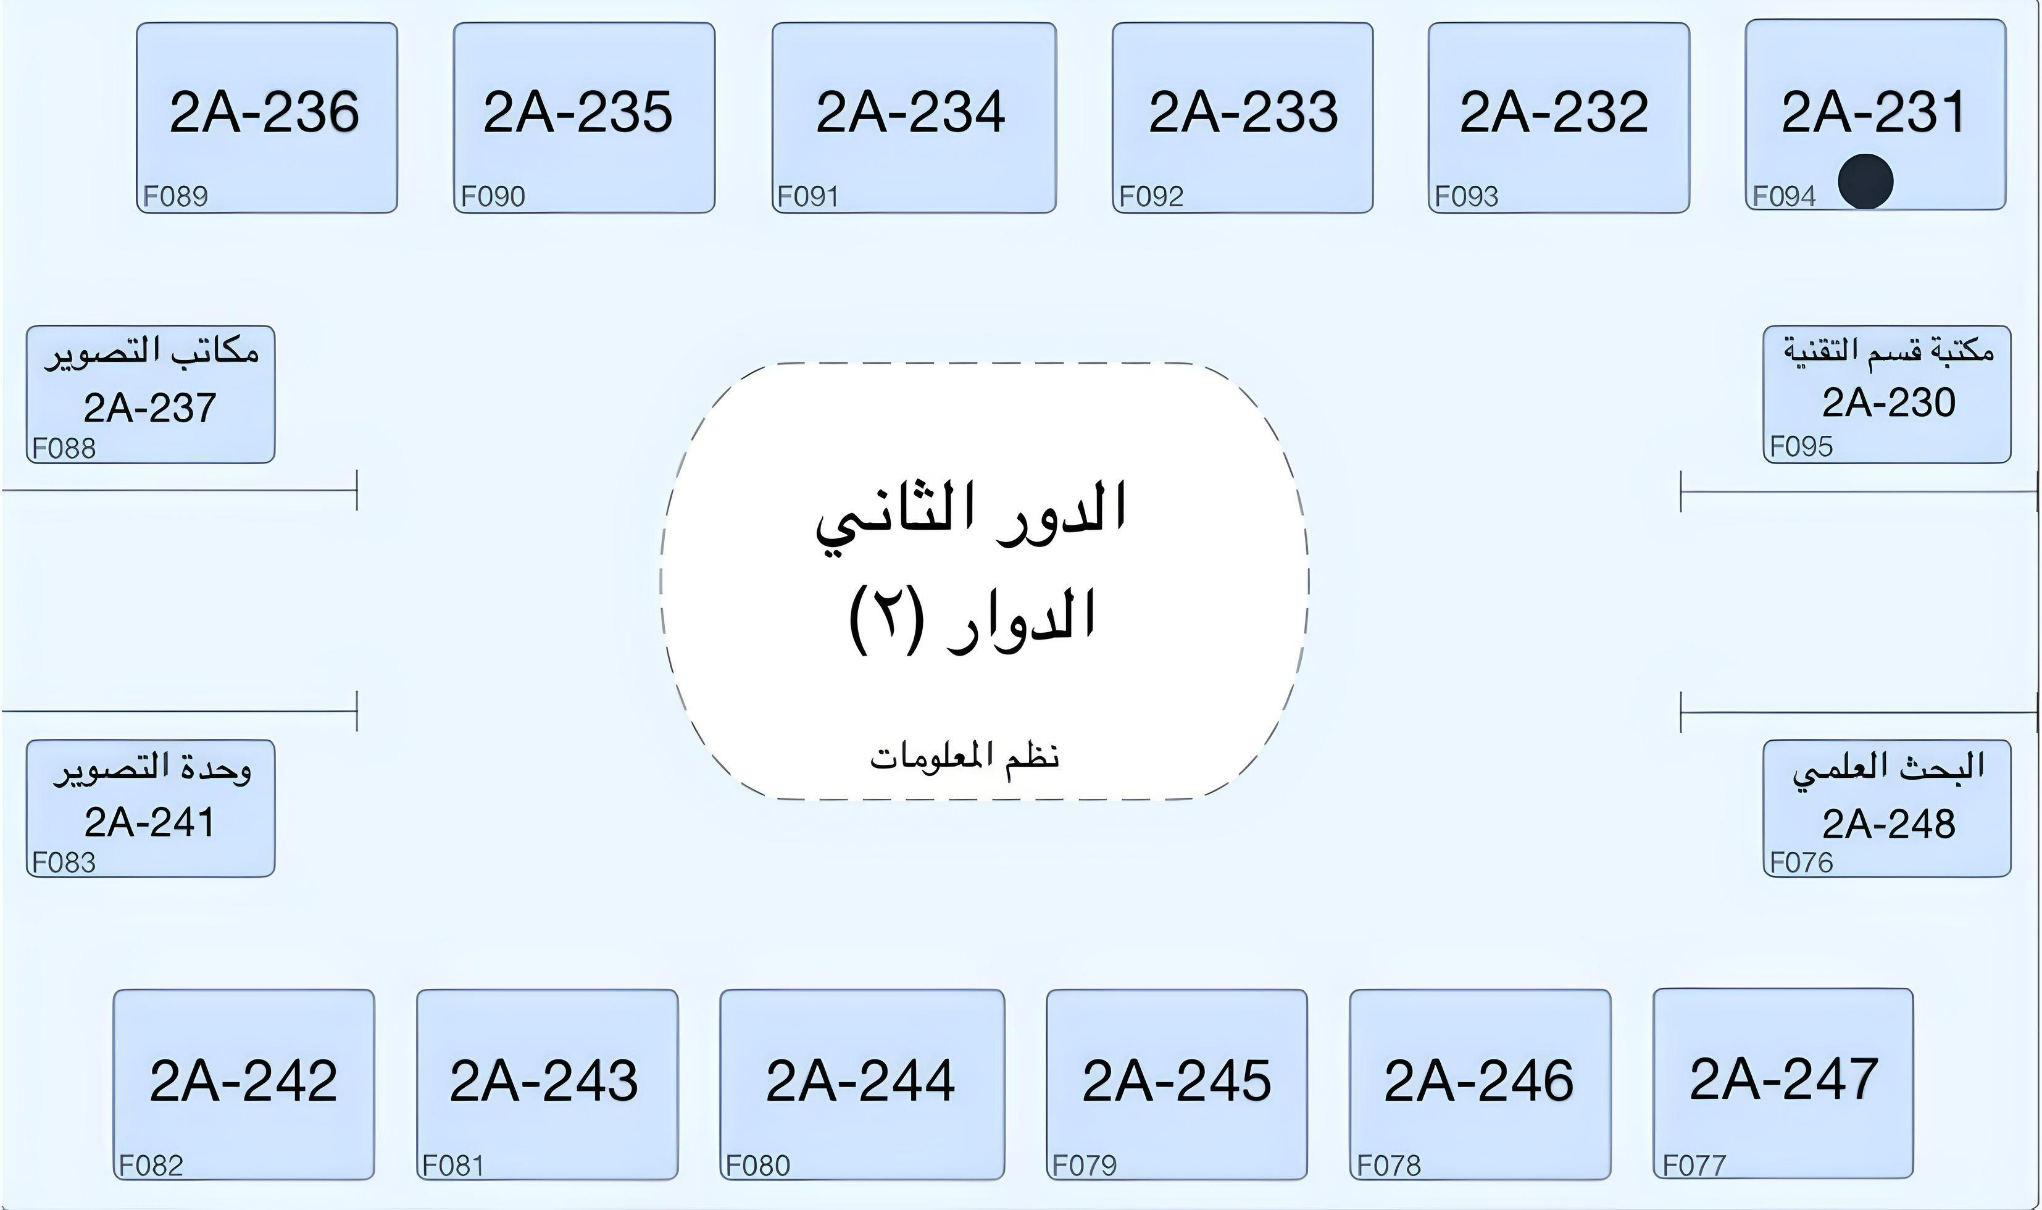 2A-236
F089
2A-235
F090
2A-234
F091
2A-233
F092
2A-232
F093
2A-231
F094
مكاتب التصوير
2A-237
F088
مكتبة قسم التقنية
2A-230
F095
الدور الثاني
الدوار (٢)
نظم المعلومات
وحدة التصوير
2A-241
F083
البحث العلمي
2A-248
F076
2A-242
F082
2A-243
F081
2A-244
F080
2A-245
F079
2A-246
F078
2A-247
F077